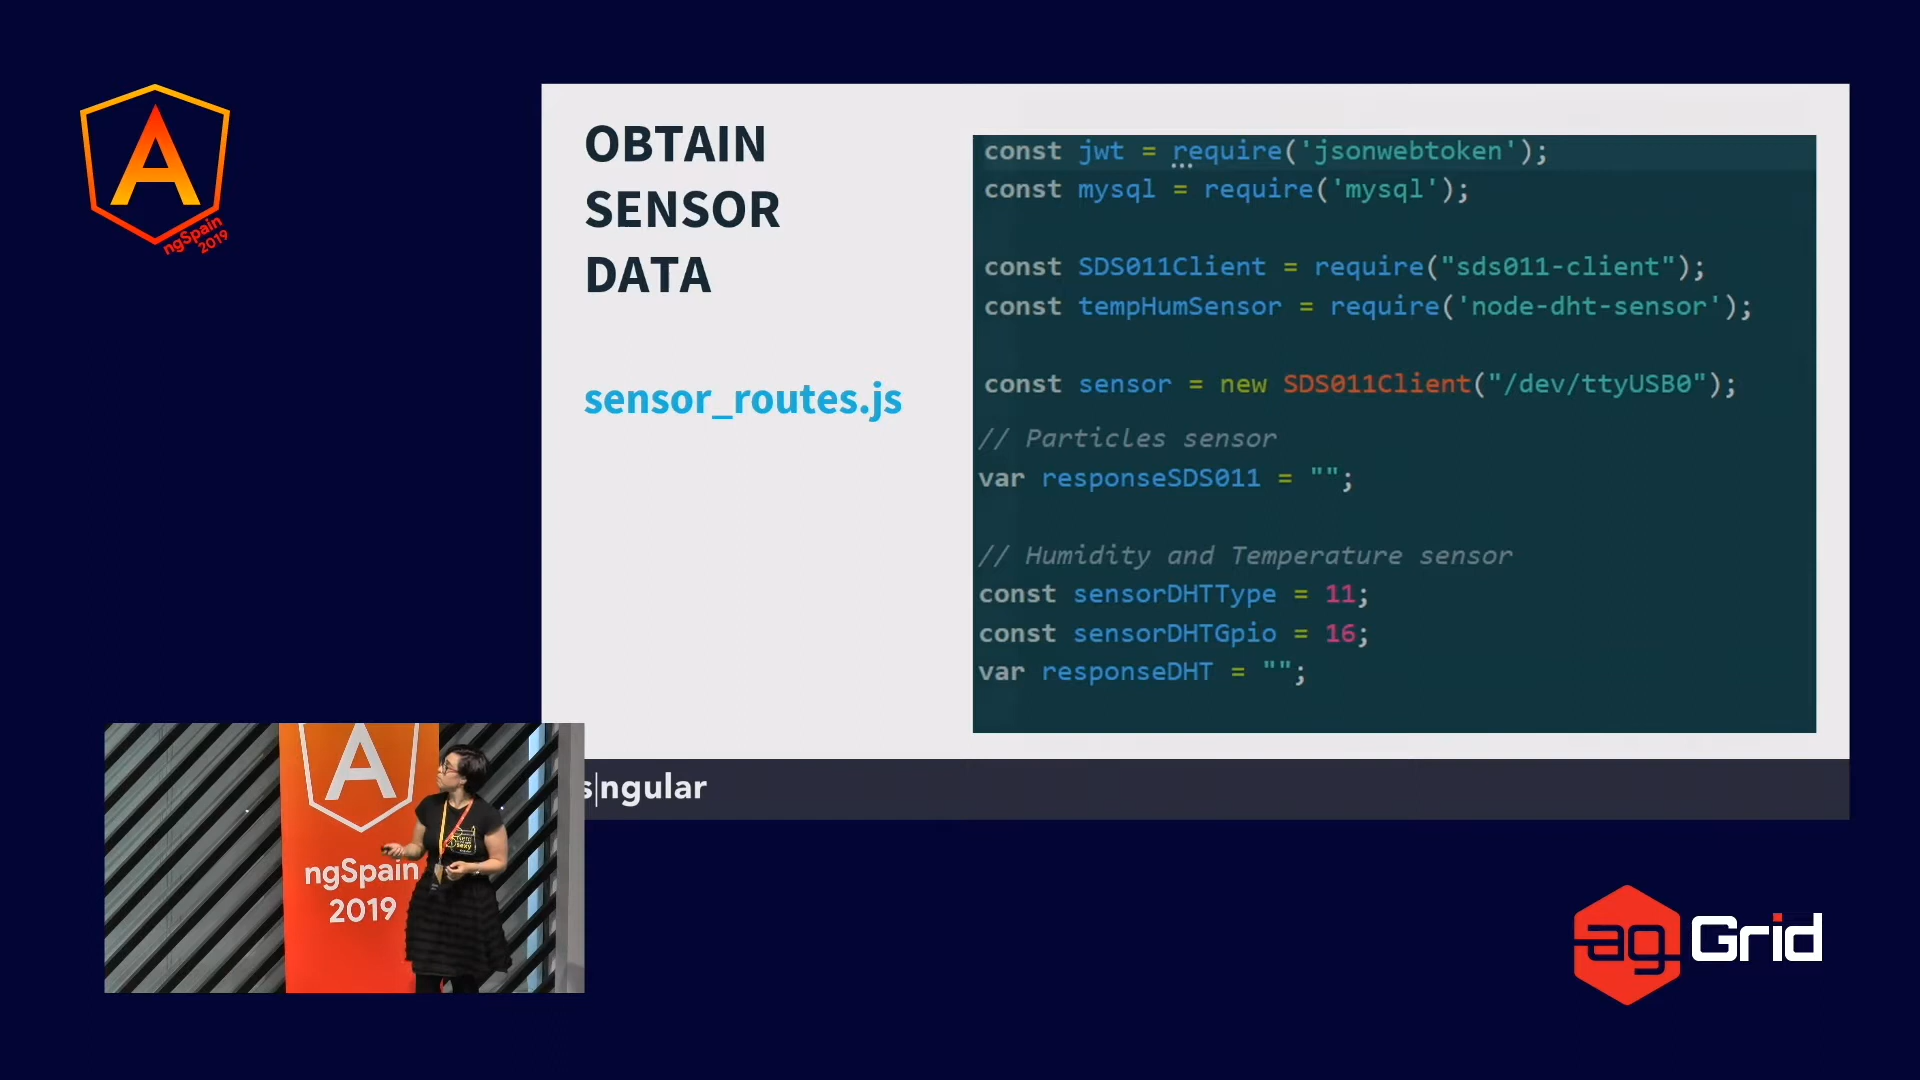 ngSpain
2019
OBTAIN
SENSOR
DATA
sensor_routes.js
const jwt = require('jsonwebtoken');
const mysql = require('mysql');
const SDS011Client = require("sds011-client");
const tempHumSensor = require('node-dht-sensor');
const sensor = new SDS011Client("/dev/ttyUSB0");
// Particles sensor
var responseSDS011 = "";
// Humidity and Temperature sensor
const sensorDHTType = 11;
const sensorDHTGpio = 16;
var responseDHT = "";
s|ngular
ngSpain
2019
sexy
ag Grid